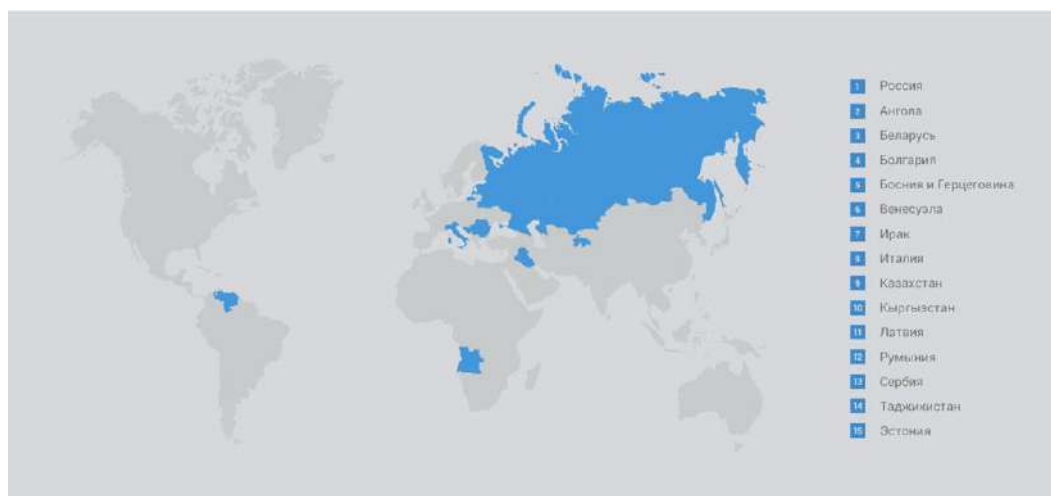 1 Россия
2 Ангола
3 Беларусь
4 Болгария
5 Босния и Герцеговина
6 Венесуэла
7 Ирак
8 Италия
9 Казахстан
10 Кыргызстан
11 Латвия
12 Румыния
13 Сербия
14 Таджикистан
15 Эстония